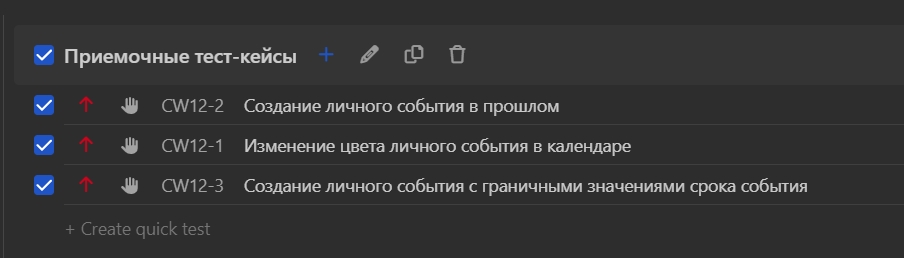 Приемочные тест-кейсы
CW12-2 Создание личного события в прошлом
CW12-1 Изменение цвета личного события в календаре
CW12-3 Создание личного события с граничными значениями срока события
+ Create quick test